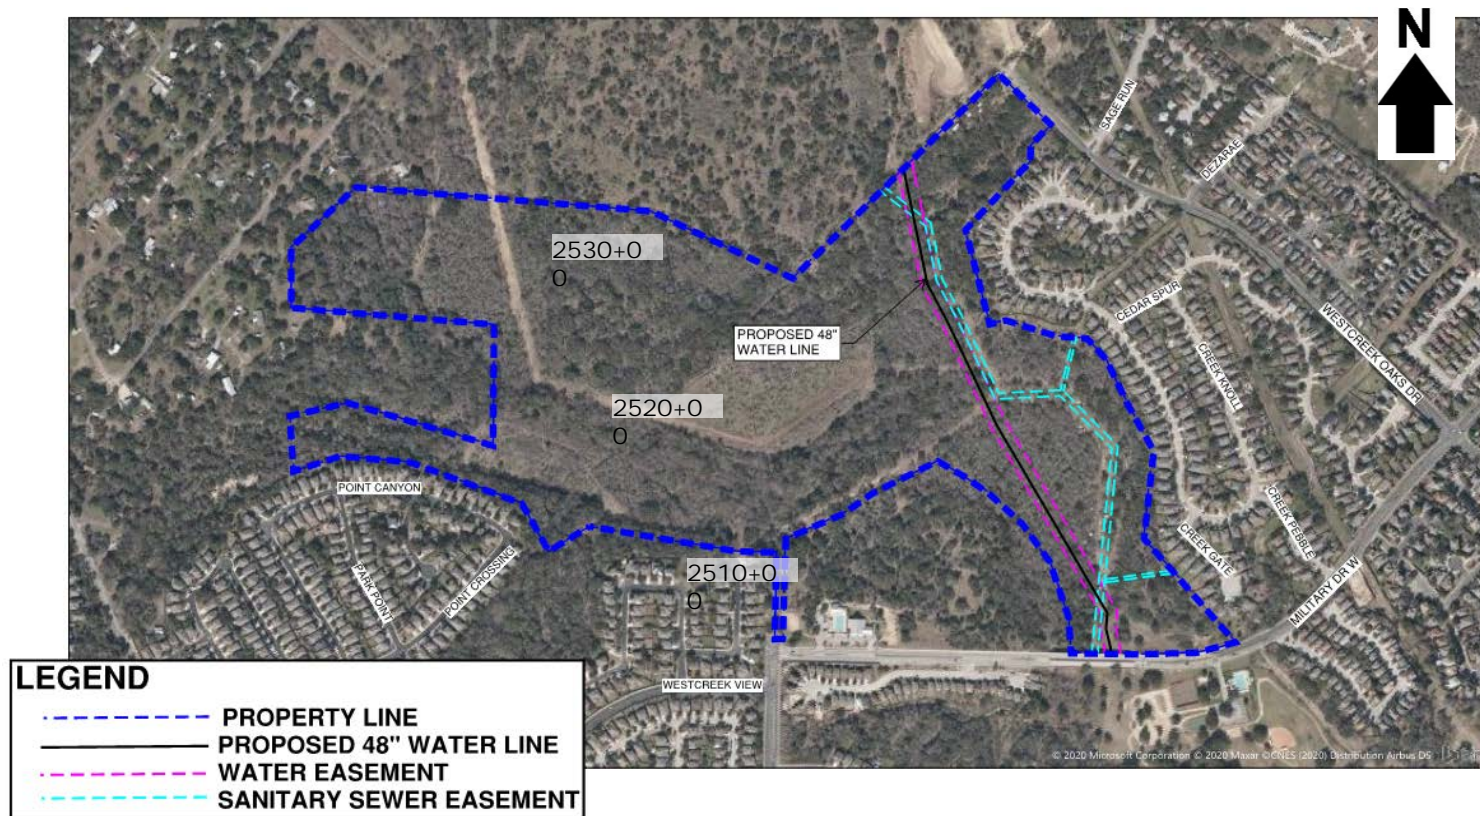 N
SAGE RUN
DEZARAE
2530+0
0
CEDAR SPUR
WESTCREEK OAKS DR
PROPOSED 48"
WATER LINE
CREEK KNOLL
2520+0
0
POINT CANYON
CREEK PEBBLE
CREEK GATE
PARK POINT
POINT CROSSING
2510+0
0
MILITARY DR W
WESTCREEK VIEW
LEGEND
PROPERTY LINE
PROPOSED 48" WATER LINE
WATER EASEMENT
SANITARY SEWER EASEMENT
© 2020 Microsoft Corporation © 2020 Maxar ©CNES (2020) Distribution Airbus DS